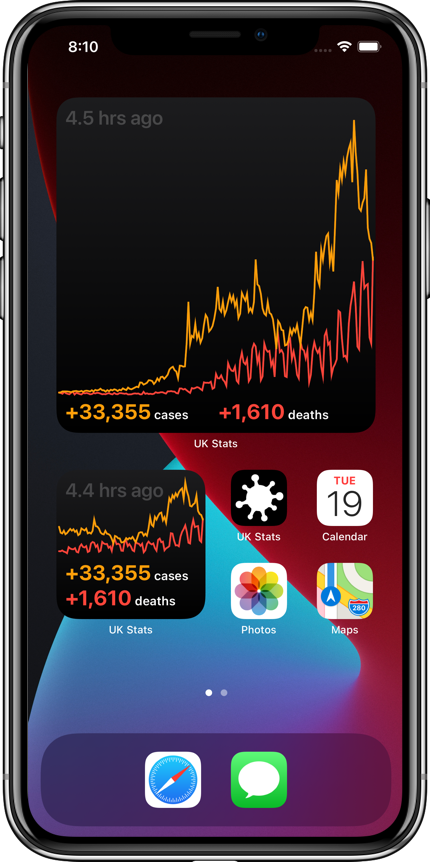 8:10
4.5 hrs ago
+33,355 cases +1,610 deaths
UK Stats
4.4 hrs ago
+33,355 cases
+1,610 deaths
UK Stats
UK Stats
TUE
19
Calendar
Photos
280
Maps